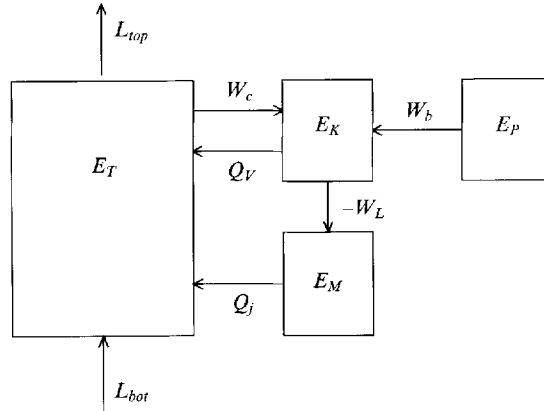 L_top
W_c
E_K
W_b
E_P
E_T
Q_V
–W_L
E_M
Q_j
L_bot